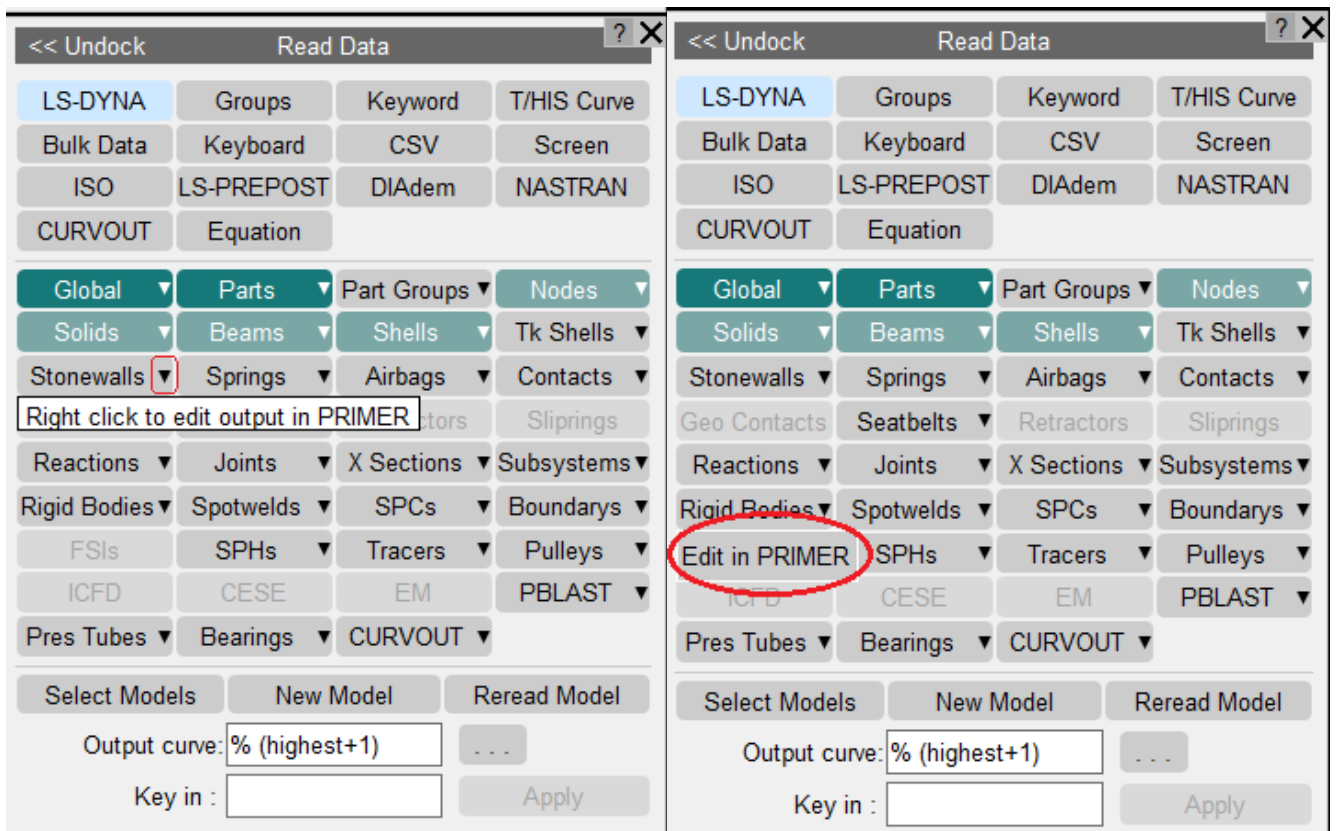 << Undock Read Data ? X
LS-DYNA Groups Keyword T/HIS Curve
Bulk Data Keyboard CSV Screen
ISO LS-PREPOST DIAdem NASTRAN
CURVOUT Equation
Global Parts Part Groups Nodes
Solids Beams Shells Tk Shells
Stonewalls Springs Airbags Contacts
Right click to edit output in PRIMER ctors Sliprings
Reactions Joints X Sections Subsystems
Rigid Bodies Spotwelds SPCs Boundarys
FSIs SPHs Tracers Pulleys
ICFD CESE EM PBLAST
Pres Tubes Bearings CURVOUT
Select Models New Model Reread Model
Output curve: % (highest+1) . . .
Key in : Apply
<< Undock Read Data ? X
LS-DYNA Groups Keyword T/HIS Curve
Bulk Data Keyboard CSV Screen
ISO LS-PREPOST DIAdem NASTRAN
CURVOUT Equation
Global Parts Part Groups Nodes
Solids Beams Shells Tk Shells
Stonewalls Springs Airbags Contacts
Geo Contacts Seatbelts Retractors Sliprings
Reactions Joints X Sections Subsystems
Rigid Bodies Spotwelds SPCs Boundarys
Edit in PRIMER SPHs Tracers Pulleys
ICFD CESE EM PBLAST
Pres Tubes Bearings CURVOUT
Select Models New Model Reread Model
Output curve: % (highest+1) . . .
Key in : Apply